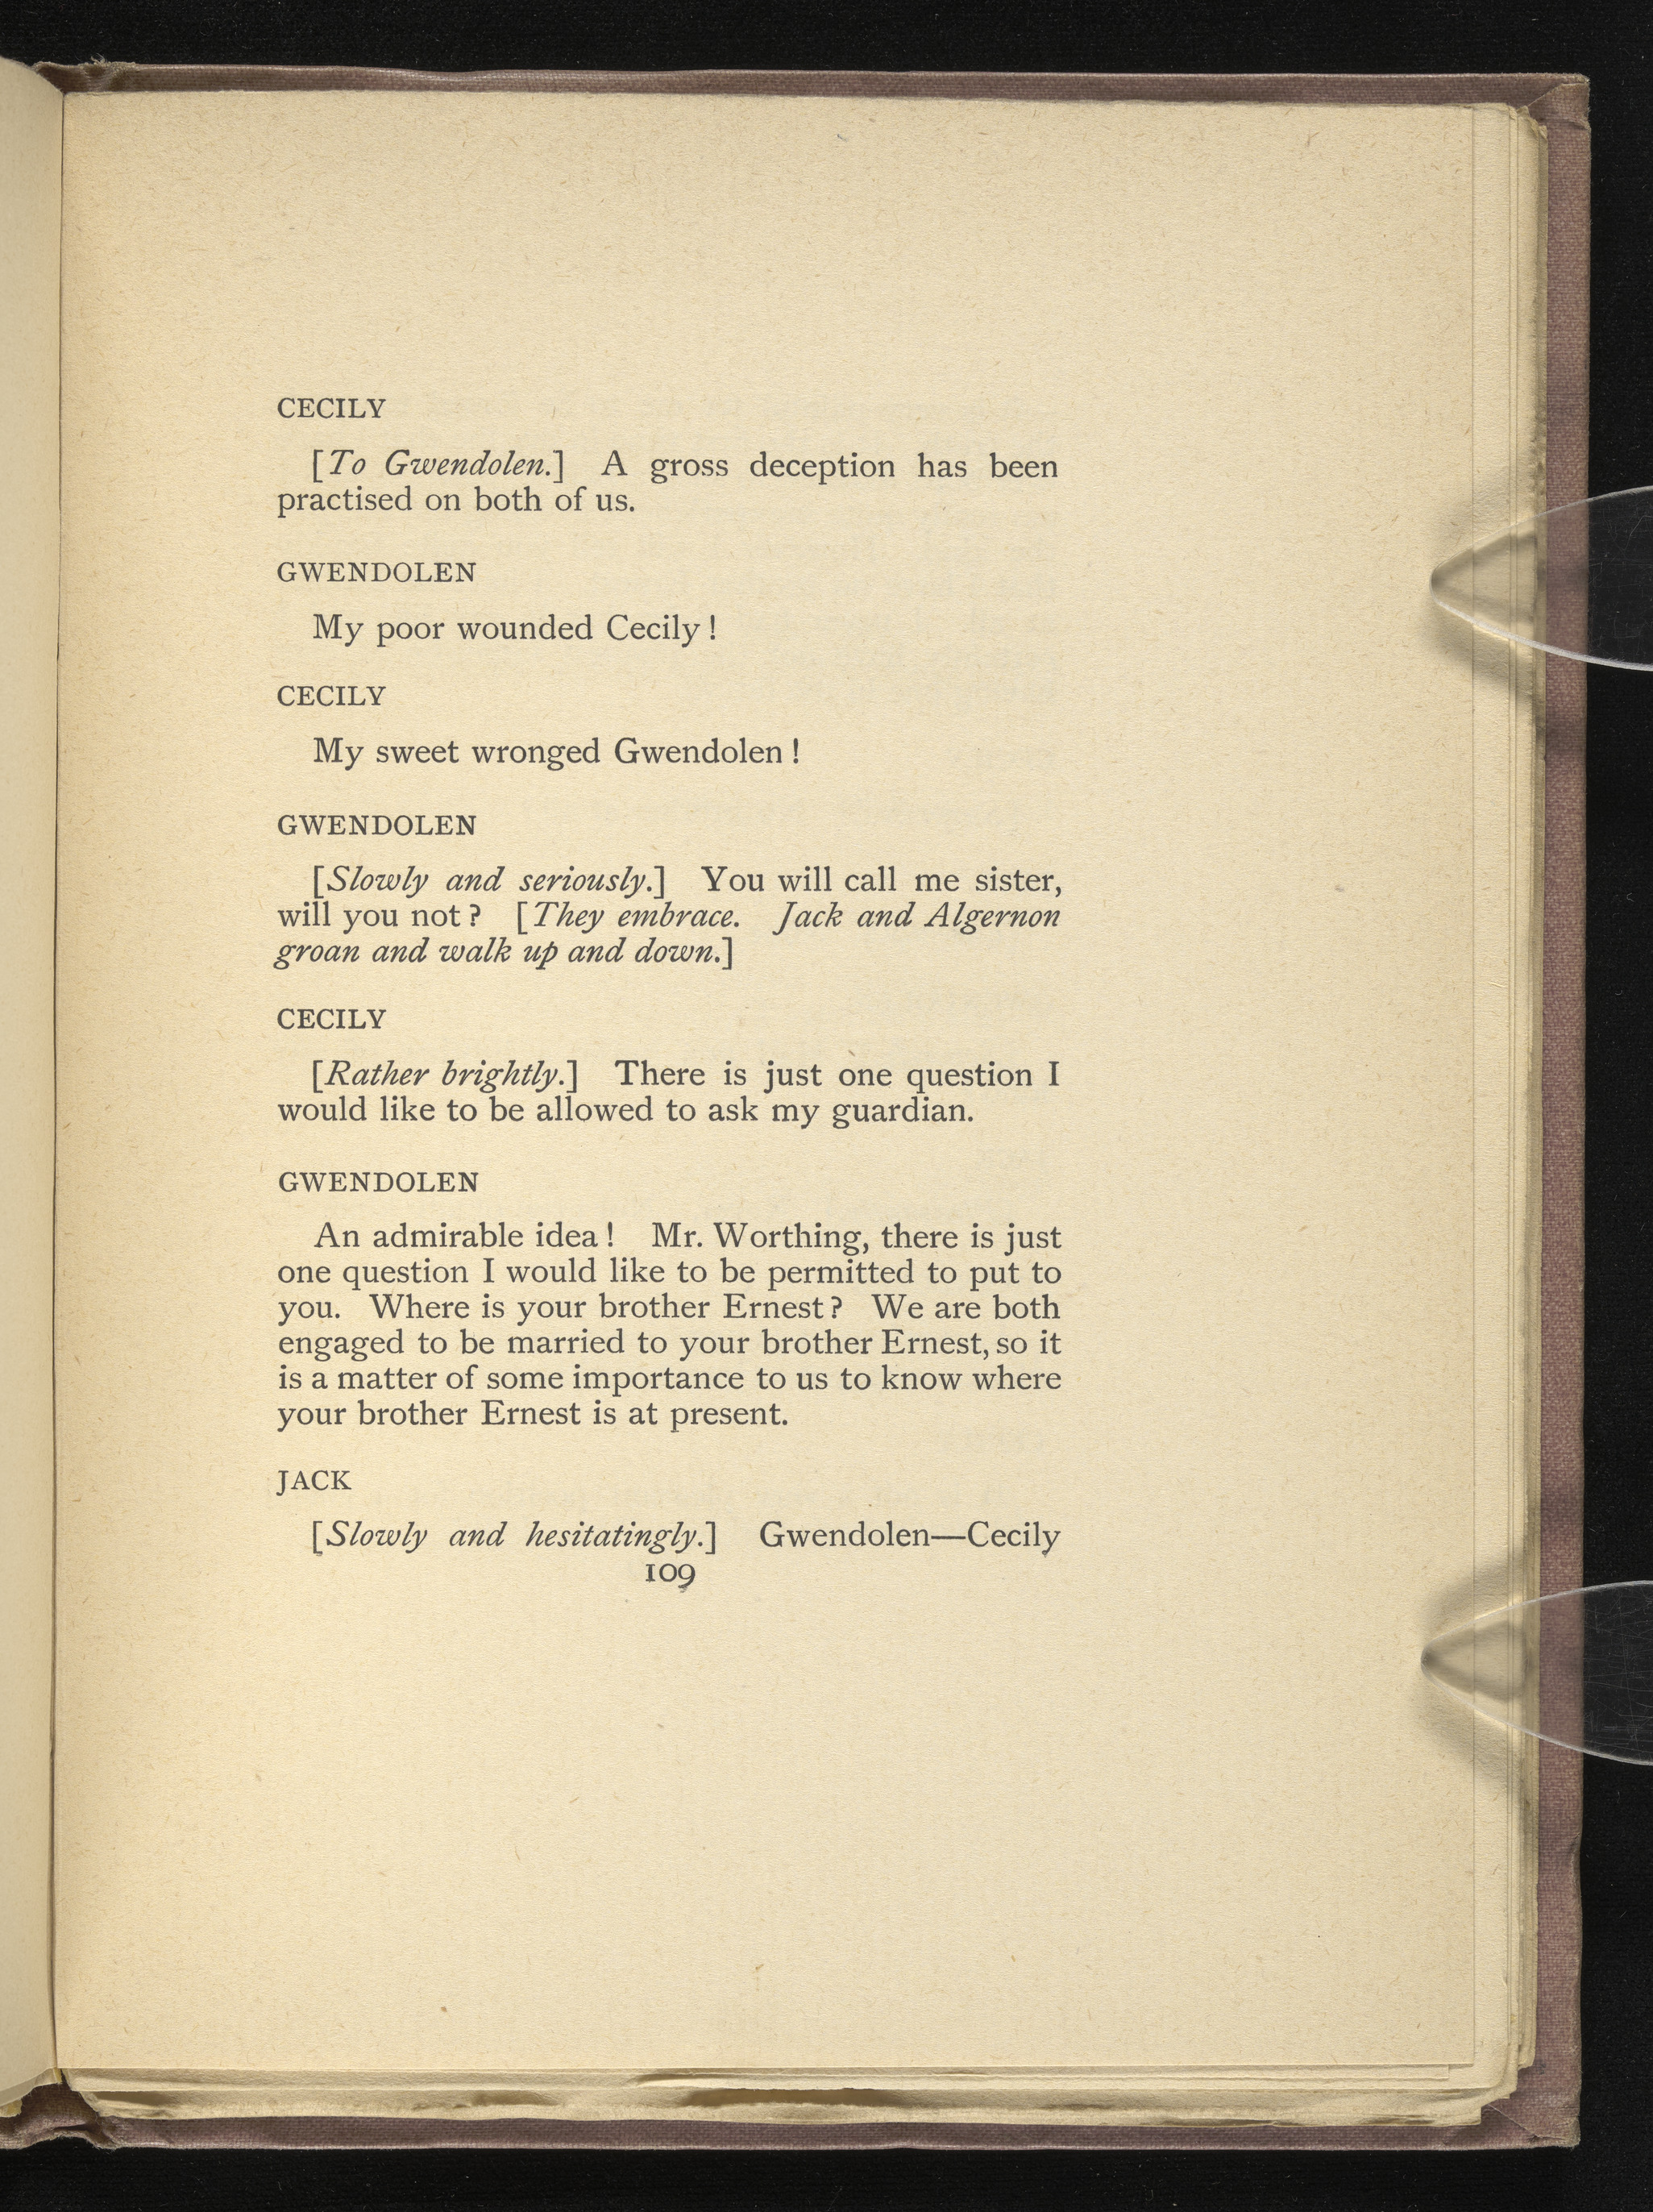 CECILY
[To Gwendolen.] A gross deception has been
practised on both of us.
GWENDOLEN
My poor wounded Cecily !
CECILY
My sweet wronged Gwendolen !
GWENDOLEN
[Slowly and seriously.] You will call me sister,
will you not ? [They embrace. Jack and Algernon
groan and walk up and down.]
CECILY
[Rather brightly.] There is just one question I
would like to be allowed to ask my guardian.
GWENDOLEN
An admirable idea ! Mr. Worthing, there is just
one question I would like to be permitted to put to
you. Where is your brother Ernest ? We are both
engaged to be married to your brother Ernest, so it
is a matter of some importance to us to know where
your brother Ernest is at present.
JACK
[Slowly and hesitatingly.] Gwendolen—Cecily
109